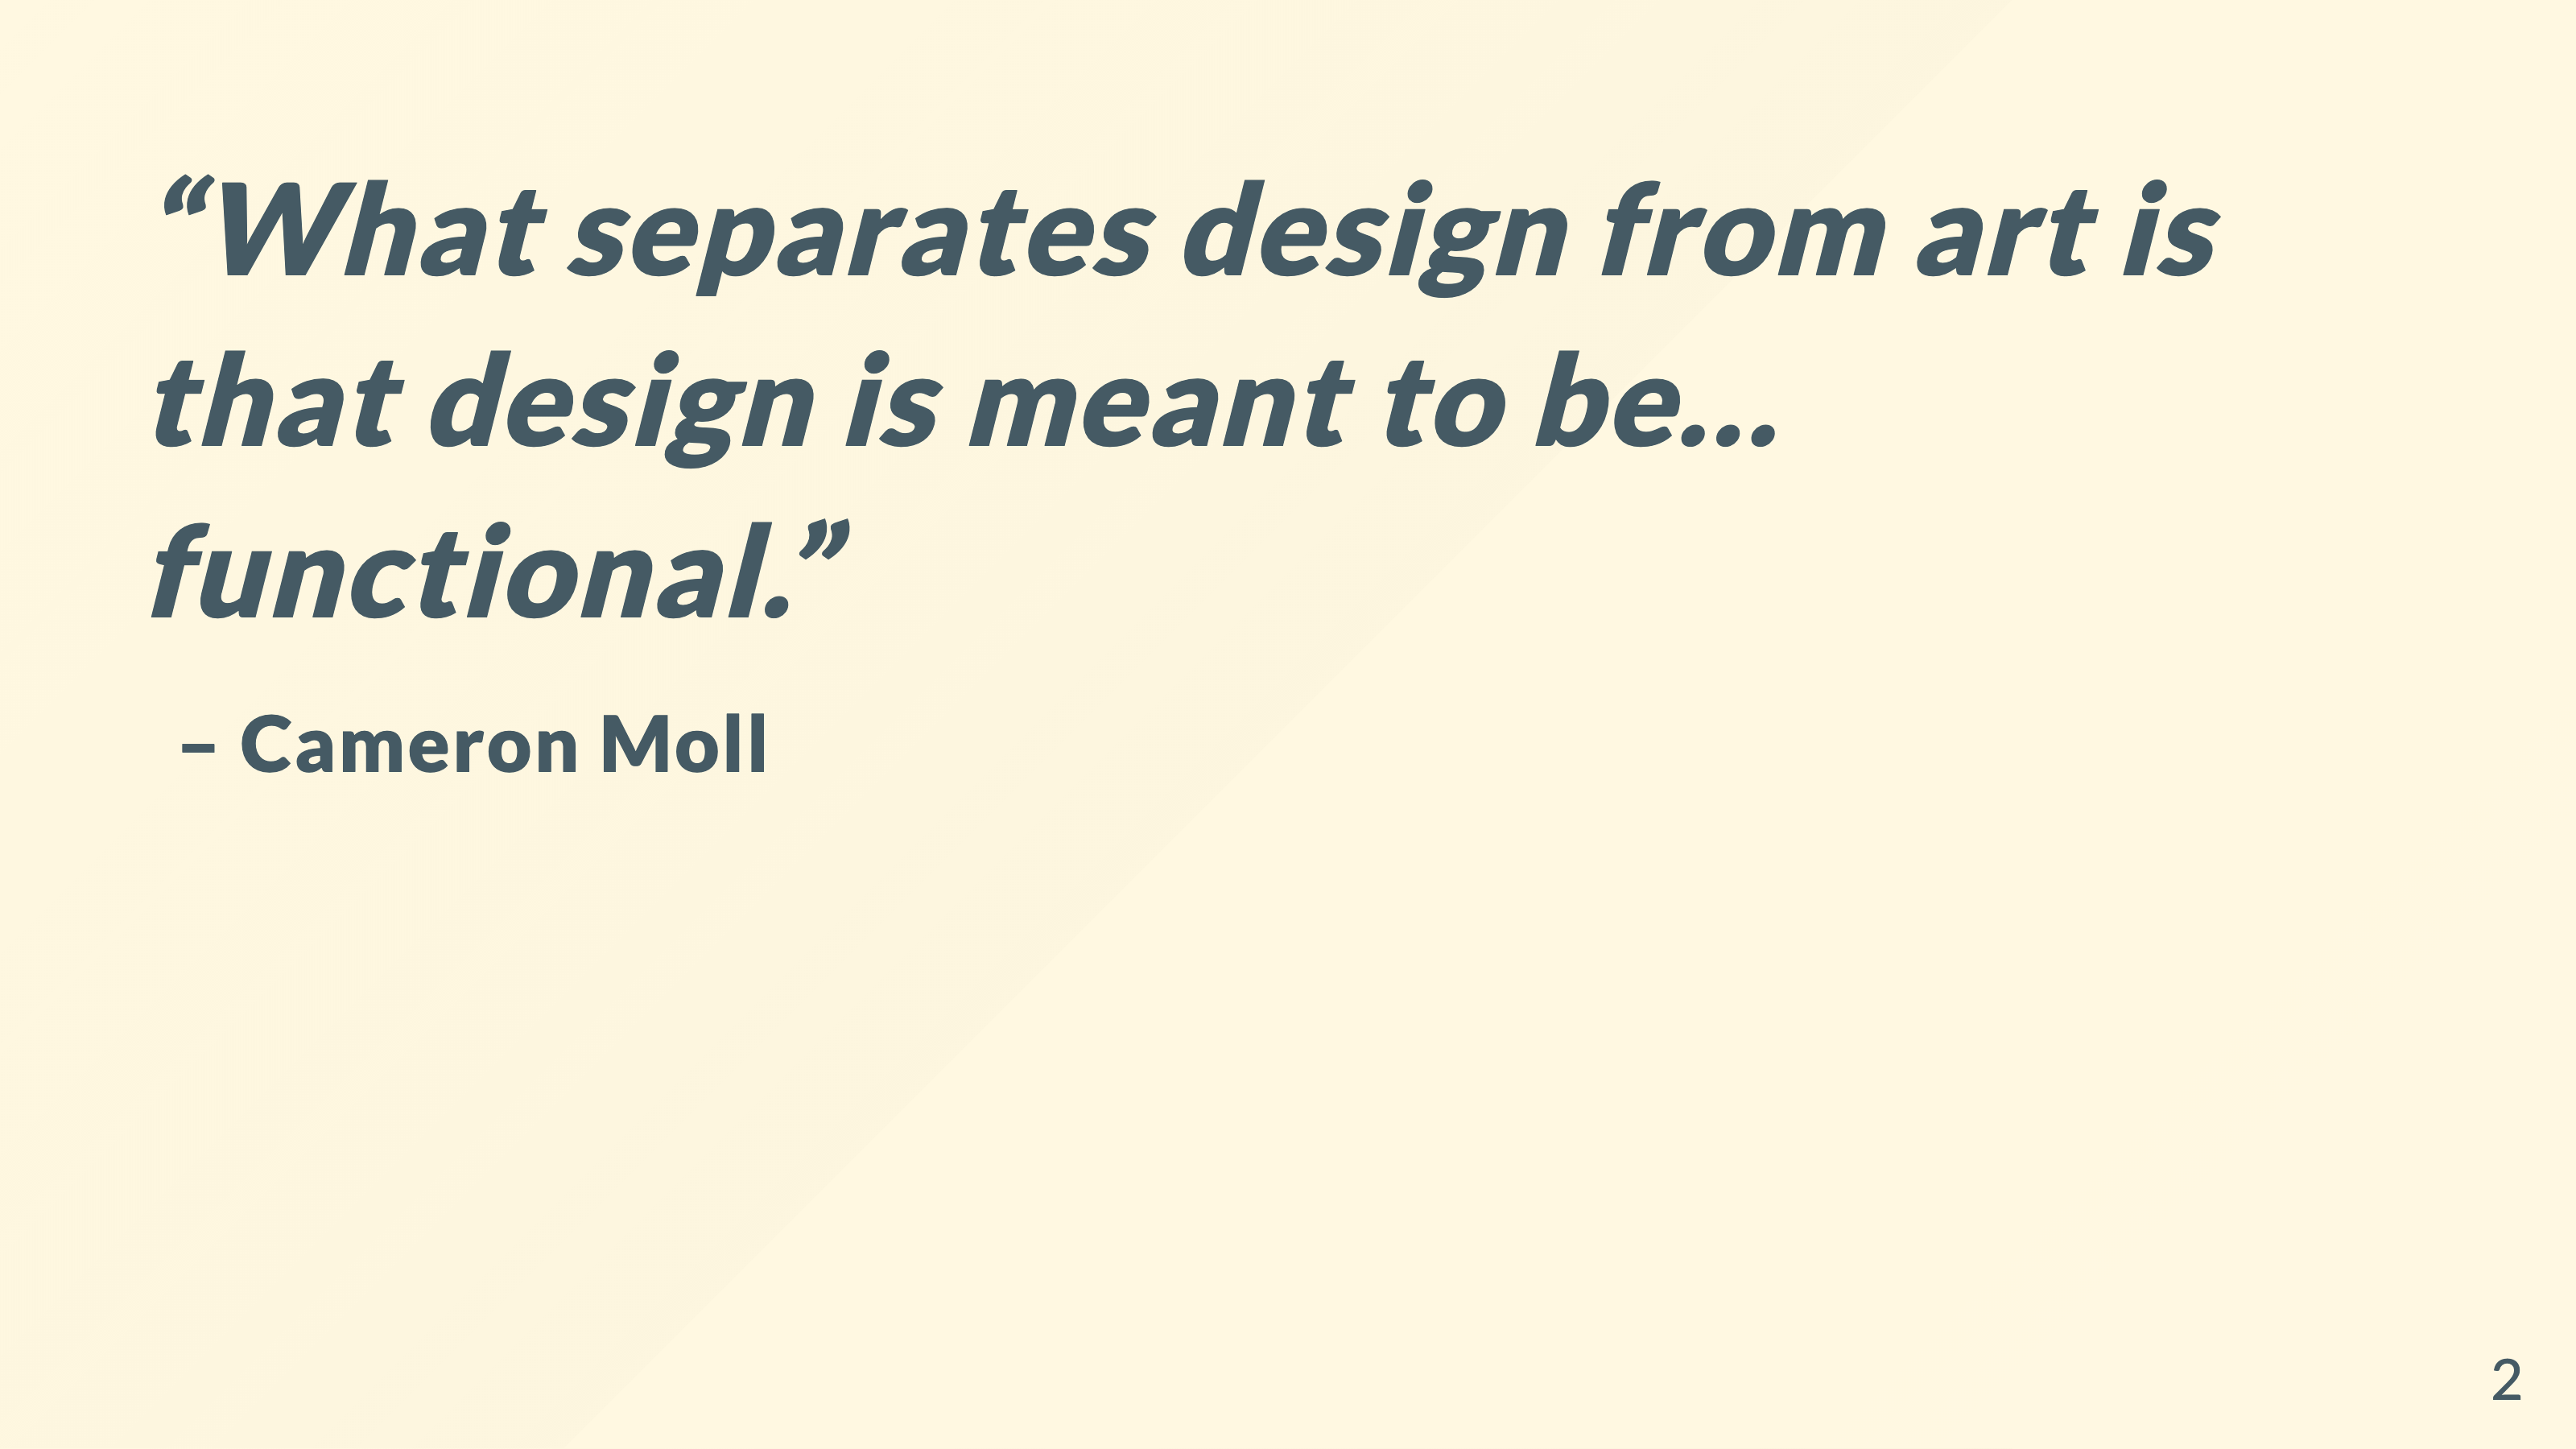 “What separates design from art is
that design is meant to be...
functional.”
– Cameron Moll
2